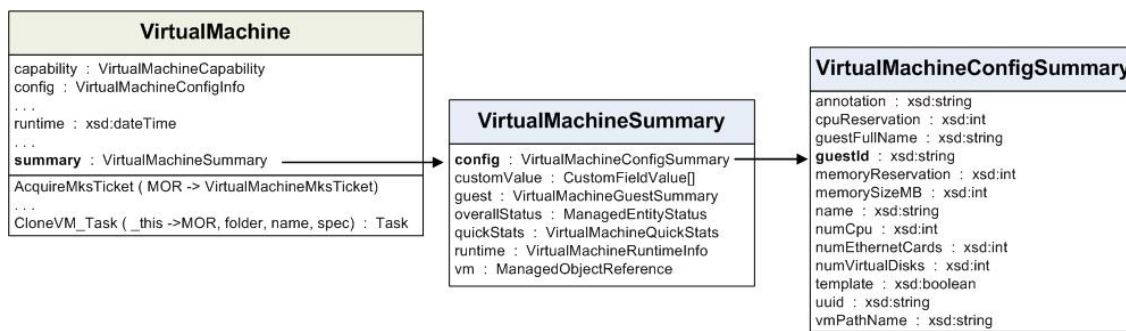 VirtualMachine
capability : VirtualMachineCapability
config : VirtualMachineConfigInfo
. . .
runtime : xsd:dateTime
. . .
summary : VirtualMachineSummary
AcquireMksTicket ( MOR -> VirtualMachineMksTicket)
. . .
CloneVM_Task ( _this ->MOR, folder, name, spec) : Task
VirtualMachineSummary
config : VirtualMachineConfigSummary
customValue : CustomFieldValue[]
guest : VirtualMachineGuestSummary
overallStatus : ManagedEntityStatus
quickStats : VirtualMachineQuickStats
runtime : VirtualMachineRuntimeInfo
vm : ManagedObjectReference
VirtualMachineConfigSummary
annotation : xsd:string
cpuReservation : xsd:int
guestFullName : xsd:string
guestId : xsd:string
memoryReservation : xsd:int
memorySizeMB : xsd:int
name : xsd:string
numCpu : xsd:int
numEthernetCards : xsd:int
numVirtualDisks : xsd:int
template : xsd:boolean
uuid : xsd:string
vmPathName : xsd:string